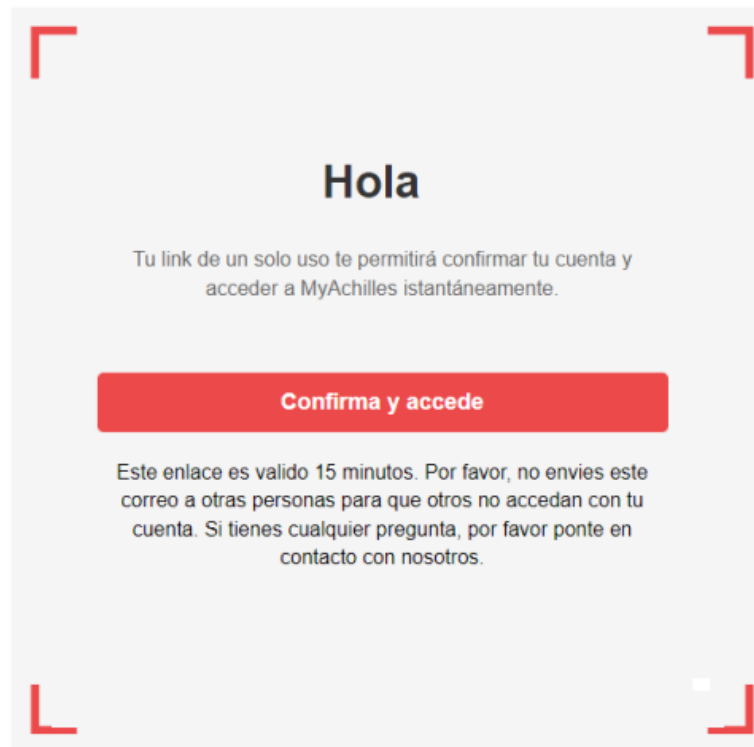 Hola
Tu link de un solo uso te permitirá confirmar tu cuenta y
acceder a MyAchilles istantáneamente.
Confirma y accede
Este enlace es valido 15 minutos. Por favor, no envies este
correo a otras personas para que otros no accedan con tu
cuenta. Si tienes cualquier pregunta, por favor ponte en
contacto con nosotros.